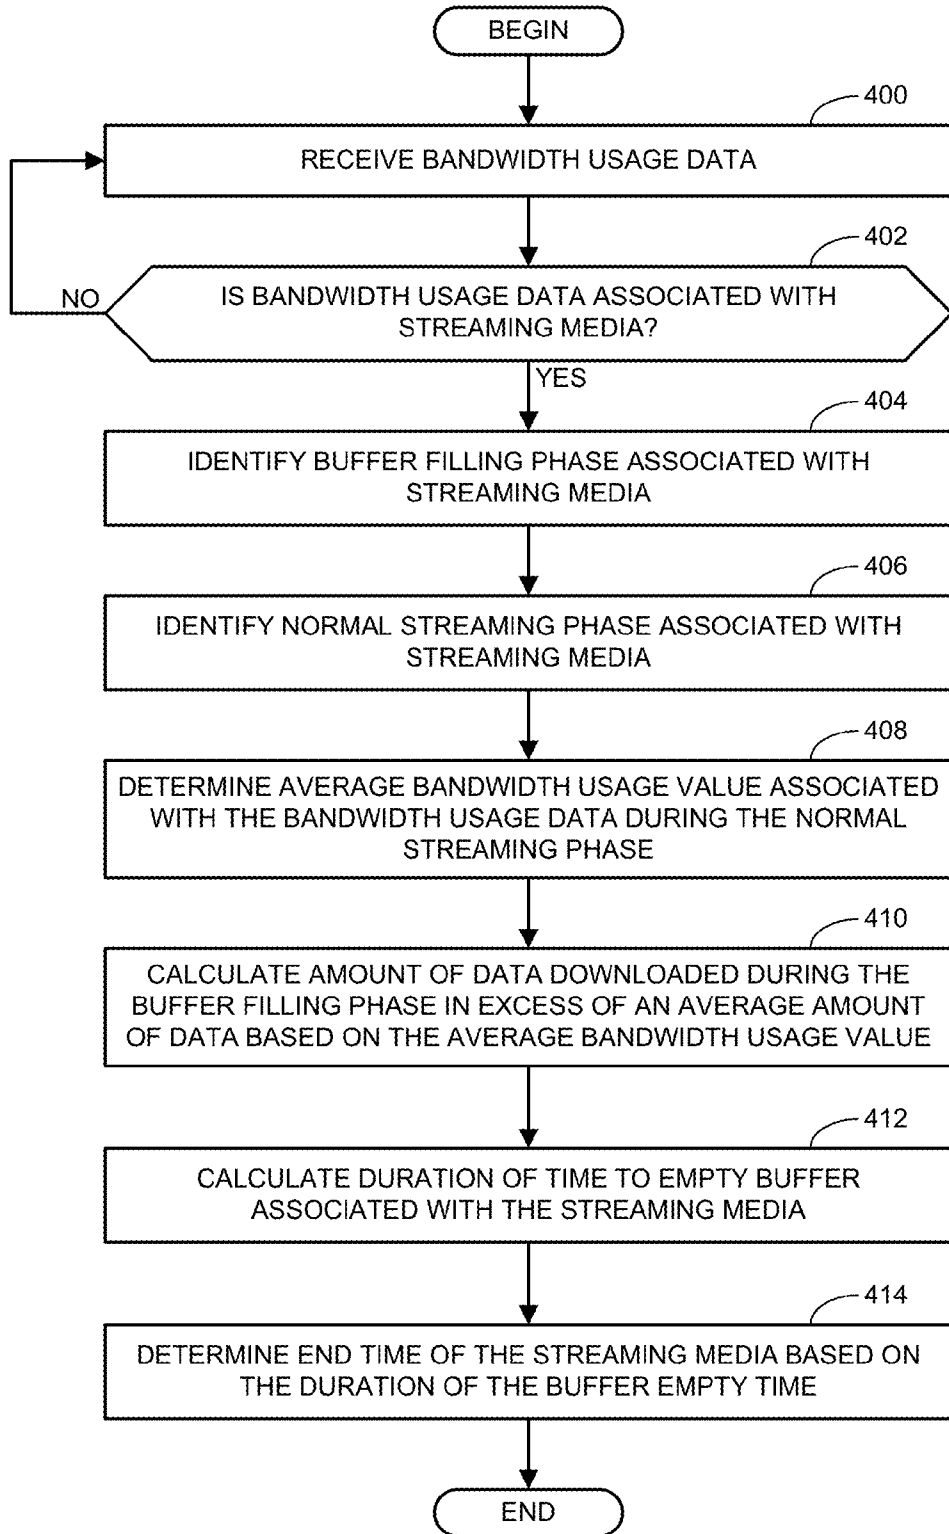 BEGIN
400
RECEIVE BANDWIDTH USAGE DATA
402
IS BANDWIDTH USAGE DATA ASSOCIATED WITH
STREAMING MEDIA?
NO
YES
404
IDENTIFY BUFFER FILLING PHASE ASSOCIATED WITH
STREAMING MEDIA
406
IDENTIFY NORMAL STREAMING PHASE ASSOCIATED WITH
STREAMING MEDIA
408
DETERMINE AVERAGE BANDWIDTH USAGE VALUE ASSOCIATED
WITH THE BANDWIDTH USAGE DATA DURING THE NORMAL
STREAMING PHASE
410
CALCULATE AMOUNT OF DATA DOWNLOADED DURING THE
BUFFER FILLING PHASE IN EXCESS OF AN AVERAGE AMOUNT
OF DATA BASED ON THE AVERAGE BANDWIDTH USAGE VALUE
412
CALCULATE DURATION OF TIME TO EMPTY BUFFER
ASSOCIATED WITH THE STREAMING MEDIA
414
DETERMINE END TIME OF THE STREAMING MEDIA BASED ON
THE DURATION OF THE BUFFER EMPTY TIME
END